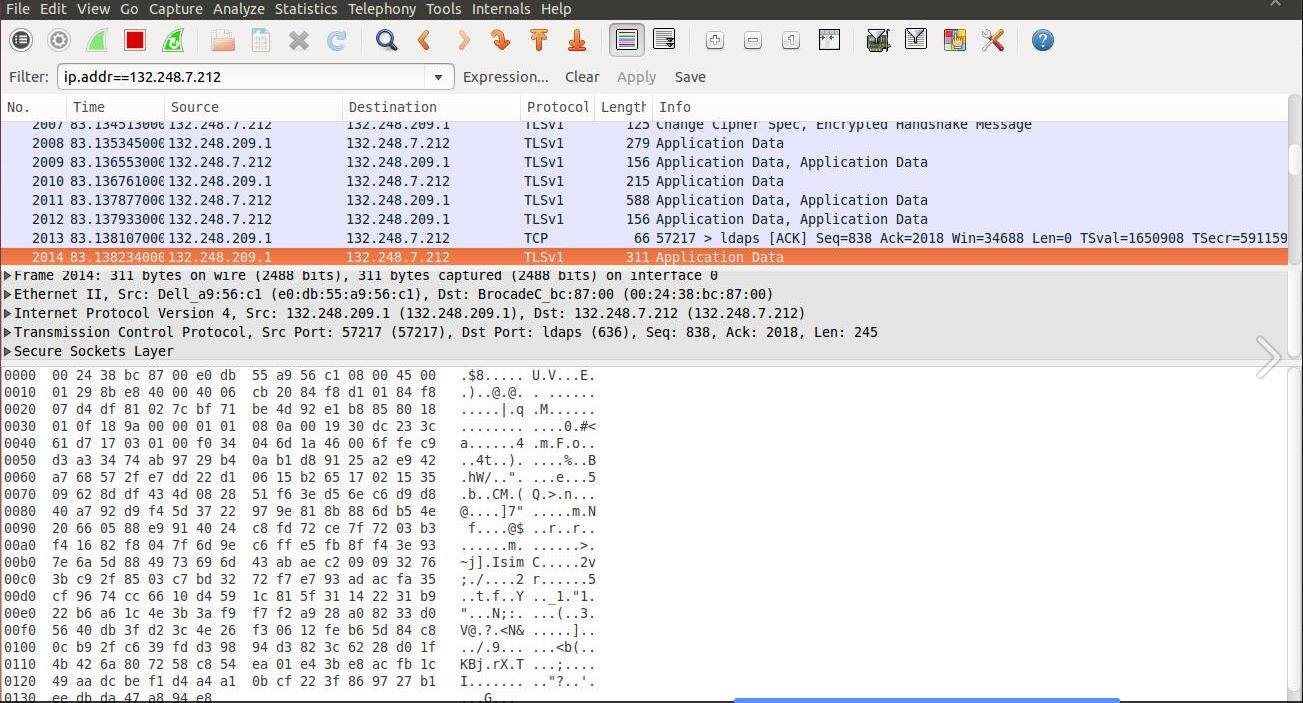 File Edit View Go Capture Analyze Statistics Telephony Tools Internals Help
Filter: ip.addr==132.248.7.212 Expression... Clear Apply Save
No. Time Source Destination Protocol Length Info
2007 83.134513000 132.248.7.212 132.248.209.1 TLSv1 125 Change Cipher Spec, Encrypted Handshake Message
2008 83.135345000 132.248.209.1 132.248.7.212 TLSv1 279 Application Data
2009 83.136553000 132.248.7.212 132.248.209.1 TLSv1 156 Application Data, Application Data
2010 83.136761000 132.248.209.1 132.248.7.212 TLSv1 215 Application Data
2011 83.137877000 132.248.7.212 132.248.209.1 TLSv1 588 Application Data, Application Data
2012 83.137933000 132.248.7.212 132.248.209.1 TLSv1 156 Application Data, Application Data
2013 83.138107000 132.248.209.1 132.248.7.212 TCP 66 57217 > ldaps [ACK] Seq=838 Ack=2018 Win=34688 Len=0 TSval=1650908 TSecr=591159
2014 83.138234000 132.248.209.1 132.248.7.212 TLSv1 311 Application Data
Frame 2014: 311 bytes on wire (2488 bits), 311 bytes captured (2488 bits) on interface 0
Ethernet II, Src: Dell_a9:56:c1 (e0:db:55:a9:56:c1), Dst: BrocadeC_bc:87:00 (00:24:38:bc:87:00)
Internet Protocol Version 4, Src: 132.248.209.1 (132.248.209.1), Dst: 132.248.7.212 (132.248.7.212)
Transmission Control Protocol, Src Port: 57217 (57217), Dst Port: ldaps (636), Seq: 838, Ack: 2018, Len: 245
Secure Sockets Layer
0000 00 24 38 bc 87 00 e0 db 55 a9 56 c1 08 00 45 00 .$8..... U.V...E.
0010 01 29 8b e8 40 00 40 06 cb 20 84 f8 d1 01 84 f8 .)..@.@. . ......
0020 07 d4 df 81 02 7c bf 71 be 4d 92 e1 b8 85 80 18 .....|.q .M......
0030 01 0f 18 9a 00 00 01 01 08 0a 00 19 30 dc 23 3c ........ ....0.#<
0040 61 d7 17 03 01 00 f0 34 04 6d 1a 46 00 6f fe c9 a......4 .m.F.o..
0050 d3 a3 34 74 ab 97 29 b4 0a b1 d8 91 25 a2 e9 42 ..4t..). ....%..B
0060 a7 68 57 2f e7 dd 22 d1 06 15 b2 65 17 02 15 35 .hW/..". ...e...5
0070 09 62 8d df 43 4d 08 28 51 f6 3e d5 6e c6 d9 d8 .b..CM.( Q.>.n...
0080 40 a7 92 d9 f4 5d 37 22 97 9e 81 8b 88 6d b5 4e @....]7" .....m.N
0090 20 66 05 88 e9 91 40 24 c8 fd 72 ce 7f 72 03 b3 f....@$ ..r..r..
00a0 f4 16 82 f8 04 7f 6d 9e c6 ff e5 fb 8f f4 3e 93 ......m. ......>.
00b0 7e 6a 5d 88 49 73 69 6d 43 ab ae c2 09 09 32 76 ~j].Isim C.....2v
00c0 3b c9 2f 85 03 c7 bd 32 72 f7 e7 93 ad ac fa 35 ;./....2 r......5
00d0 cf 96 74 cc 66 10 d4 59 1c 81 5f 31 14 22 31 b9 ..t.f..Y .._1."1.
00e0 22 b6 a6 1c 4e 3b 3a f9 f7 f2 a9 28 a0 82 33 d0 "...N;:. ...(..3.
00f0 56 40 db 3f d2 3c 4e 26 f3 06 12 fe b6 5d 84 c8 V@.?.<N& .....]..
0100 0c b9 2f c6 39 fd d3 98 94 d3 82 3c 62 28 d0 1f ../.9... ...<b(..
0110 4b 42 6a 80 72 58 c8 54 ea 01 e4 3b e8 ac fb 1c KBj.rX.T ...;....
0120 49 aa dc be f1 d4 a4 a1 0b cf 22 3f 86 97 27 b1 I....... .."?..'.
0130 ee db da 47 a8 94 e8 ...G...